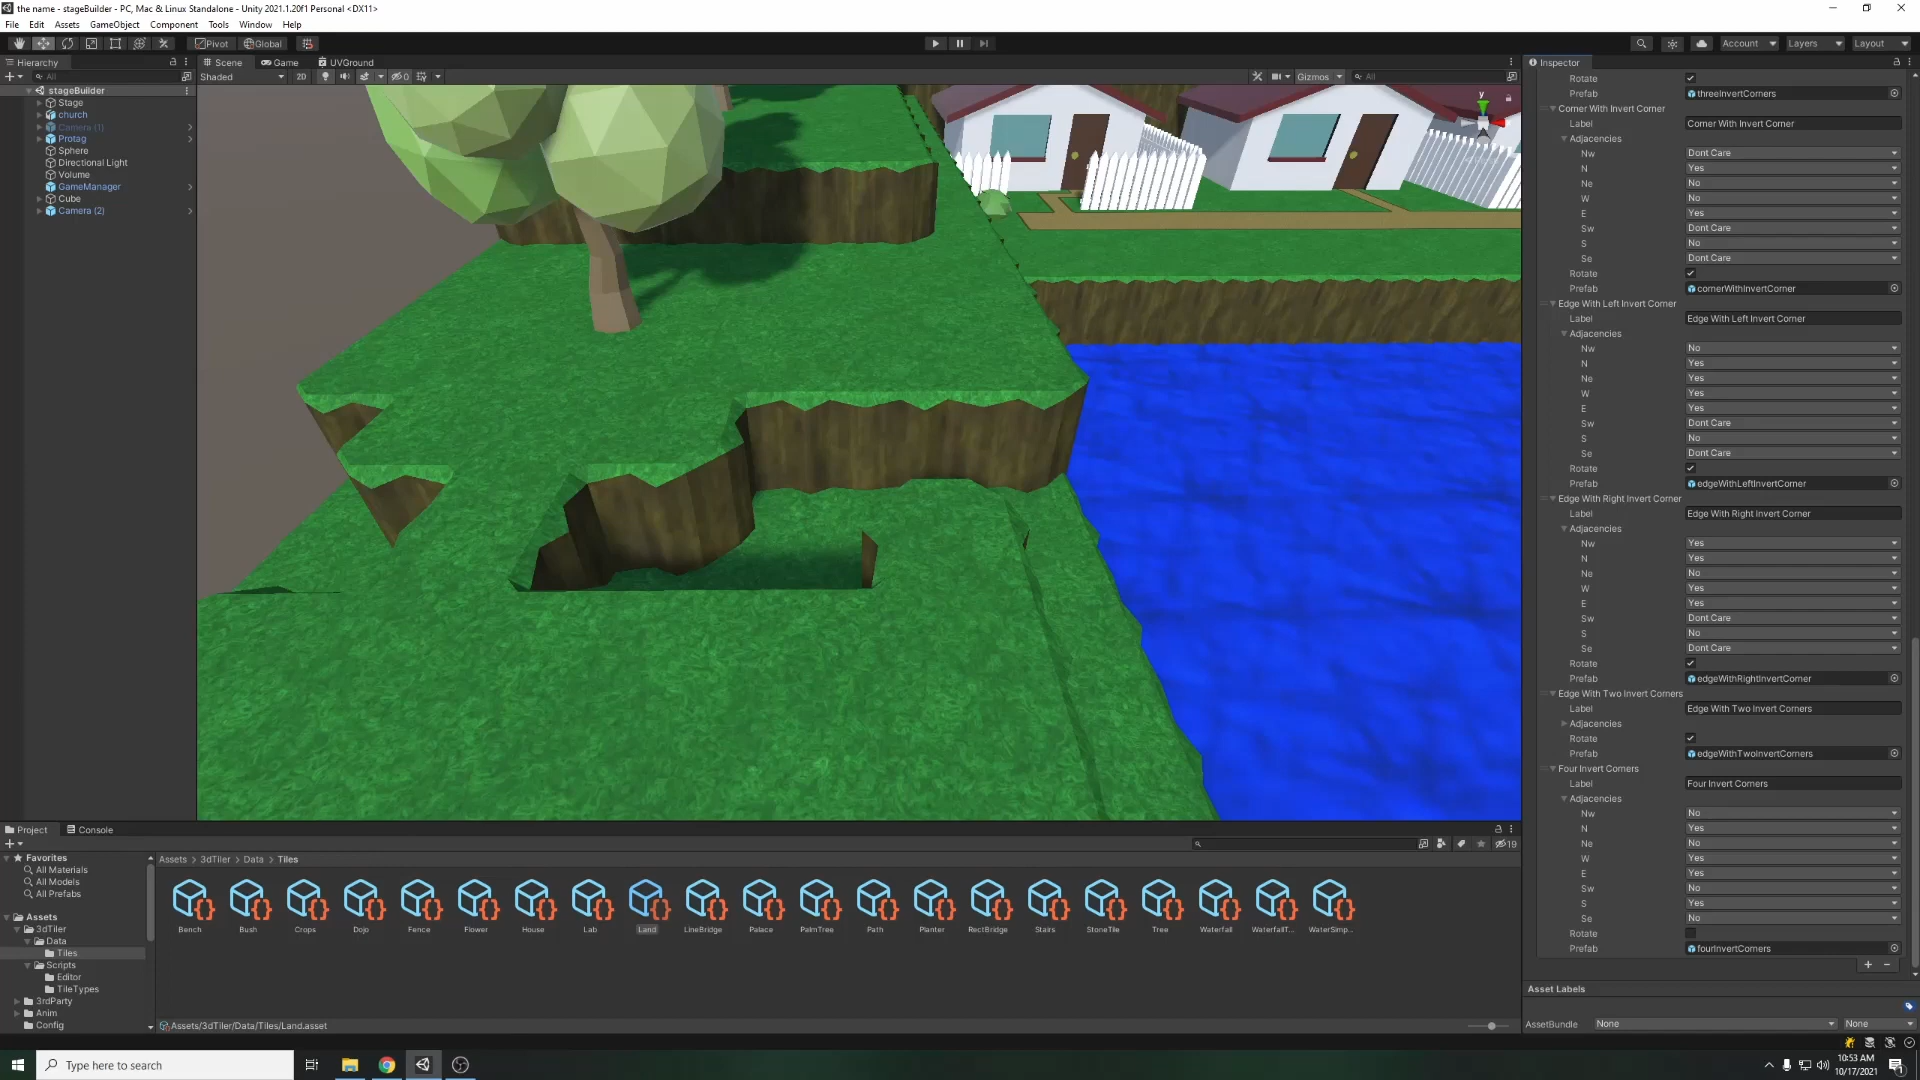 the name - stageBuilder - PC, Mac & Linux Standalone - Unity 2021.1.20f1 Personal <DX11>
File Edit Assets GameObject Component Tools Window Help
Pivot Global Account Layers Layout
Hierarchy Scene Game UVGround Inspector
All Shaded 2D 0 Gizmos All
stageBuilder
Stage
church
Camera (1)
Protag
Sphere
Directional Light
Volume
GameManager
Cube
Camera (2)
y
Rotate
Prefab threeInvertCorners
Corner With Invert Corner
Label Corner With Invert Corner
Adjacencies
Nw Dont Care
N Yes
Ne No
W No
E Yes
Sw Dont Care
S No
Se Dont Care
Rotate
Prefab cornerWithInvertCorner
Edge With Left Invert Corner
Label Edge With Left Invert Corner
Adjacencies
Nw No
N Yes
Ne Yes
W Yes
E Yes
Sw Dont Care
S No
Se Dont Care
Rotate
Prefab edgeWithLeftInvertCorner
Edge With Right Invert Corner
Label Edge With Right Invert Corner
Adjacencies
Nw Yes
N Yes
Ne No
W Yes
E Yes
Sw Dont Care
S No
Se Dont Care
Rotate
Prefab edgeWithRightInvertCorner
Edge With Two Invert Corners
Label Edge With Two Invert Corners
Adjacencies
Rotate
Prefab edgeWithTwoInvertCorners
Four Invert Corners
Label Four Invert Corners
Adjacencies
Nw No
N Yes
Ne No
W Yes
E Yes
Sw No
S Yes
Se No
Rotate
Prefab fourInvertCorners
Asset Labels
AssetBundle None None
Project Console
19
Favorites
All Materials
All Models
All Prefabs
Assets
3dTiler
Data
Tiles
Scripts
Editor
TileTypes
3rdParty
Anim
Config
Assets > 3dTiler > Data > Tiles
Bench Bush Crops Dojo Fence Flower House Lab Land LineBridge Palace PalmTree Path Planter RectBridge Stairs StoneTile Tree Waterfall WaterfallT... WaterSimp...
Assets/3dTiler/Data/Tiles/Land.asset
Type here to search
10:53 AM
10/17/2021